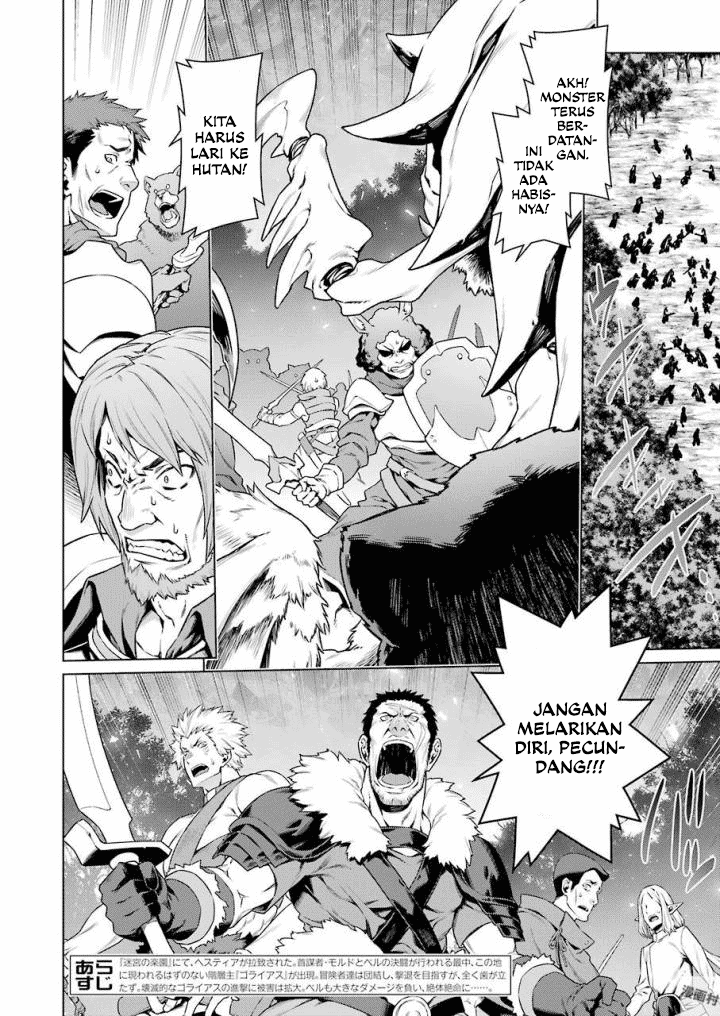 AKH!
MONSTER
TERUS
BER-
DATANGAN.
INI
TIDAK
ADA
HABIS-
NYA!
KITA
HARUS
LARI KE
HUTAN!
JANGAN
MELARIKAN
DIRI, PECUN-
DANG!!!
あらすじ
『迷宮の楽園』にて、ヘスティアが拉致された。首謀者・モルドとベルの決闘が行われる最中、この地
に現われるはずのない階層主『ゴライアス』が出現。冒険者達は団結し、撃退を目指すが、全く歯が立
たず。壊滅的なゴライアスの進撃に被害は拡大。ベルも大きなダメージを負い、絶体絶命に……。
漫画村